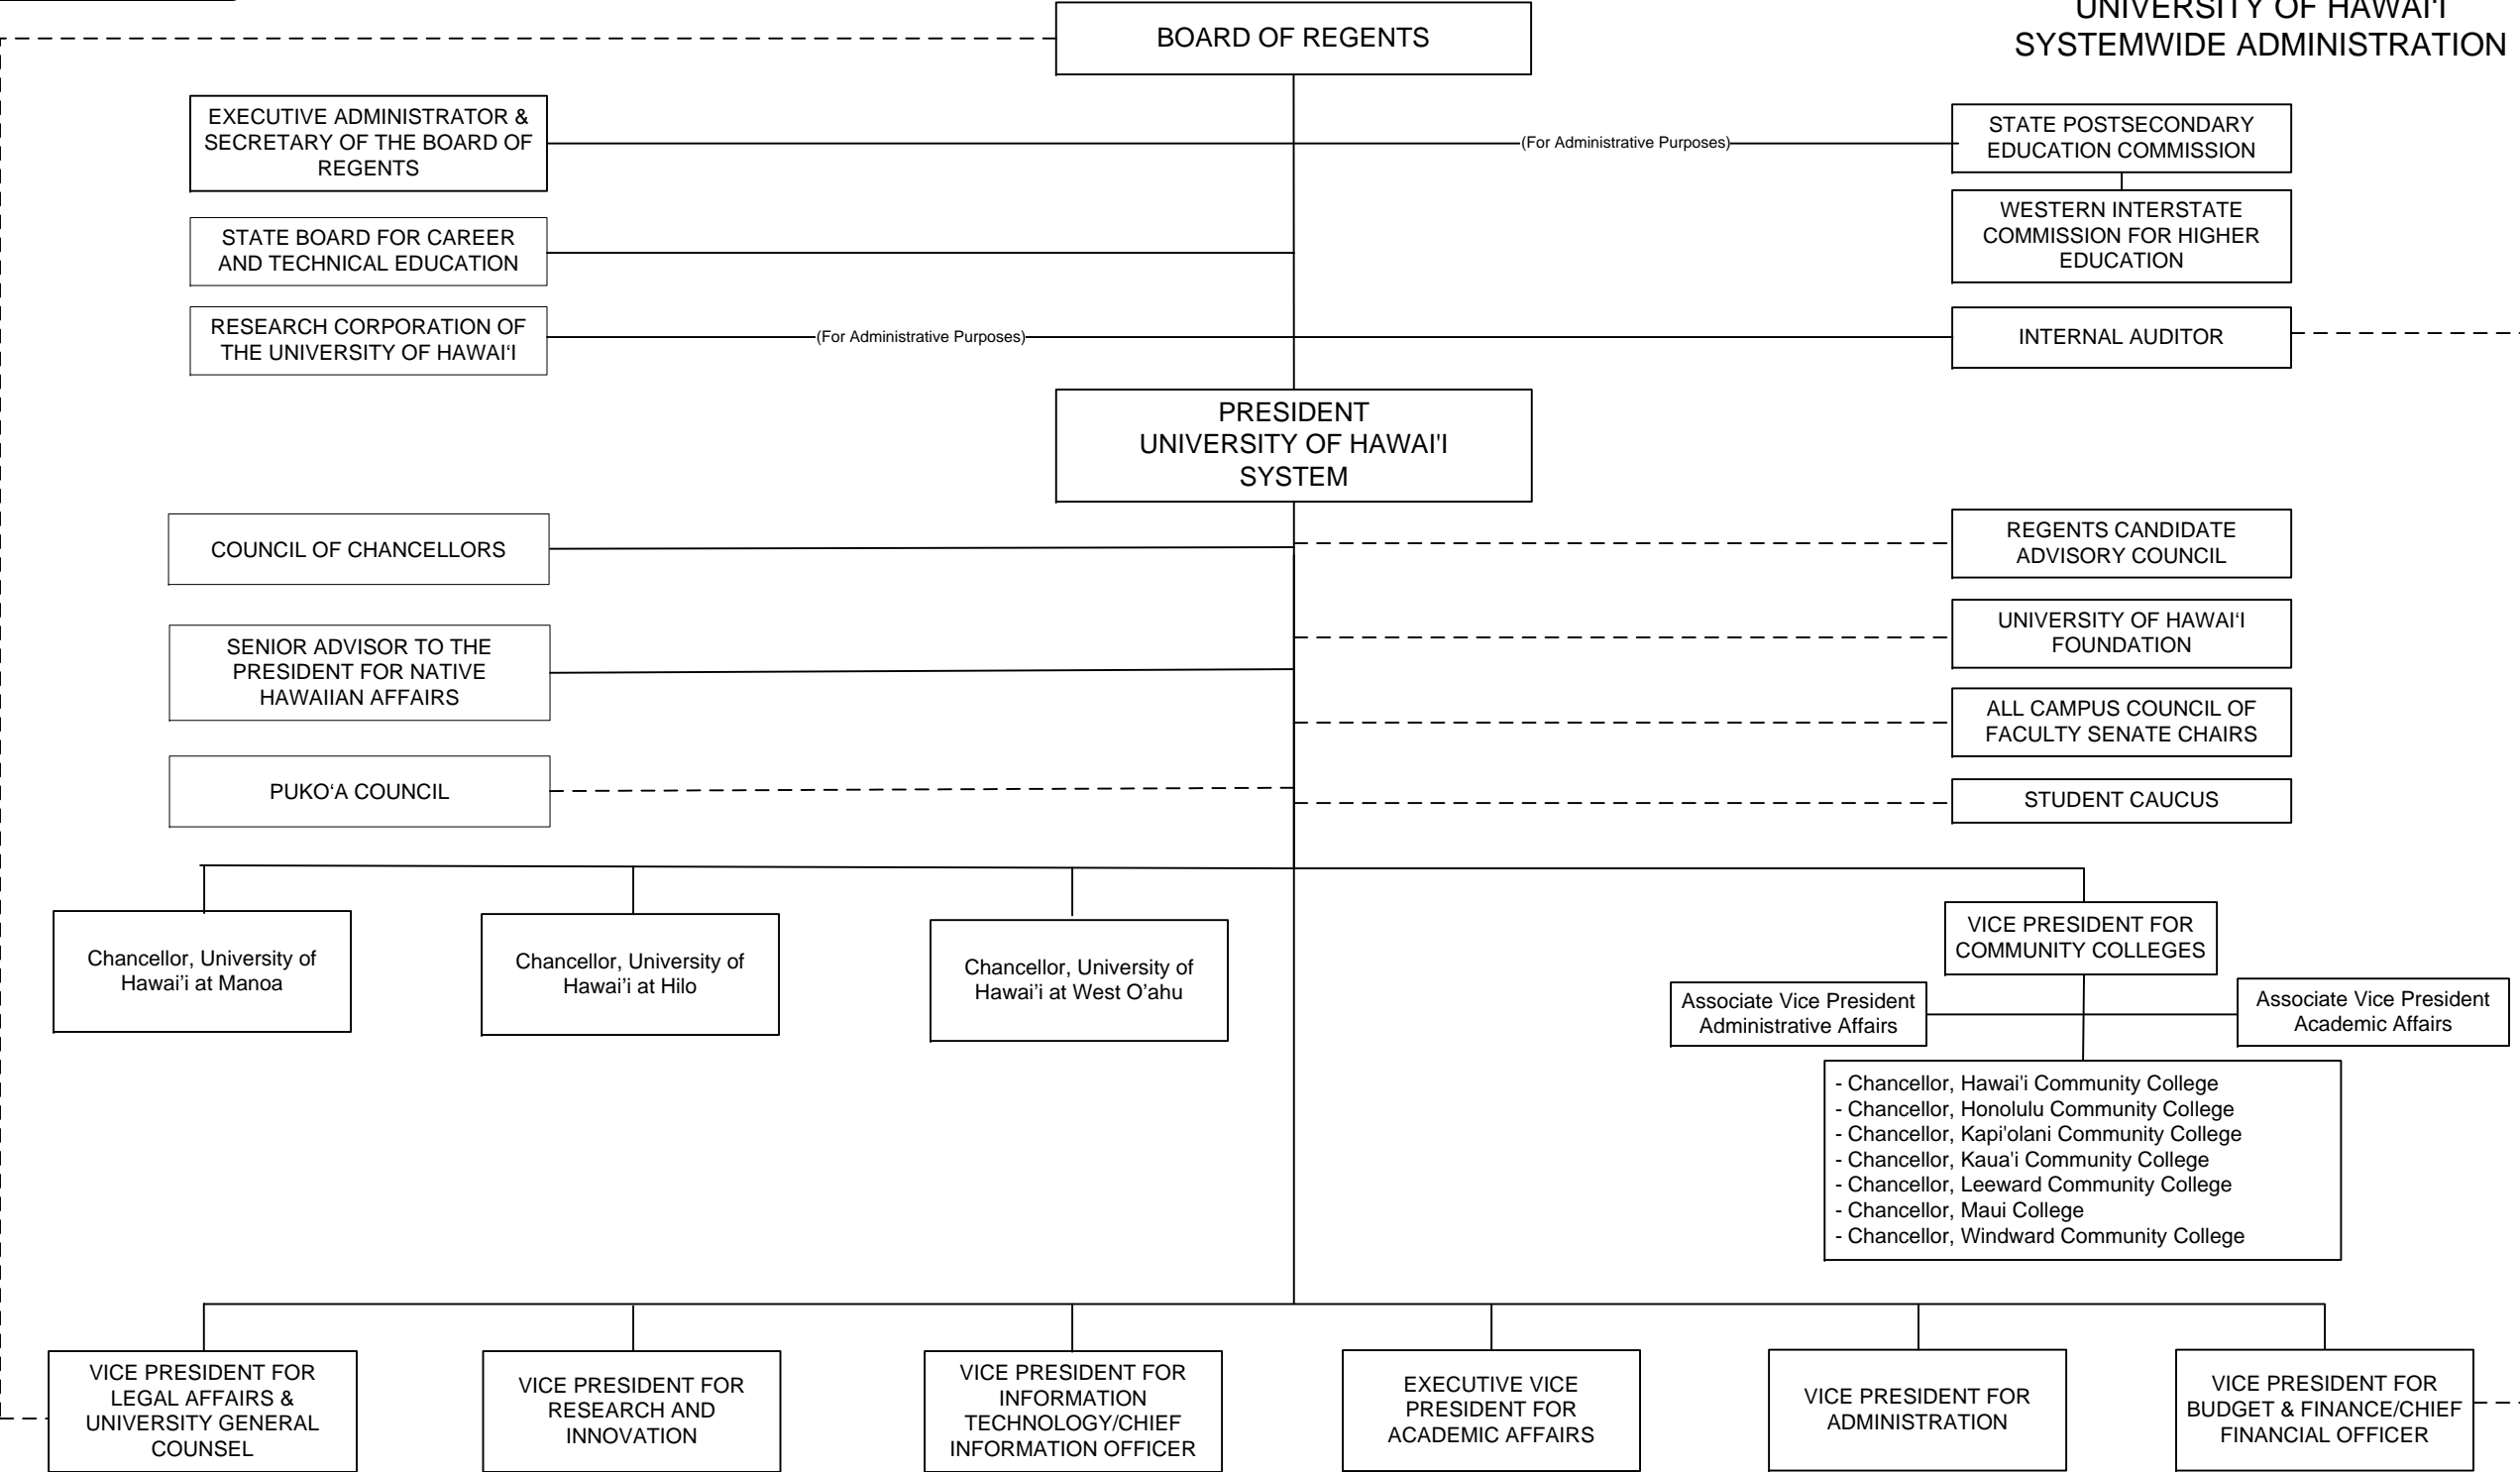 UNIVERSITY OF HAWAI'I
SYSTEMWIDE ADMINISTRATION
BOARD OF REGENTS
EXECUTIVE ADMINISTRATOR &
SECRETARY OF THE BOARD OF
REGENTS
(For Administrative Purposes)
STATE POSTSECONDARY
EDUCATION COMMISSION
STATE BOARD FOR CAREER
AND TECHNICAL EDUCATION
WESTERN INTERSTATE
COMMISSION FOR HIGHER
EDUCATION
RESEARCH CORPORATION OF
THE UNIVERSITY OF HAWAI‘I
(For Administrative Purposes)
INTERNAL AUDITOR
PRESIDENT
UNIVERSITY OF HAWAI'I
SYSTEM
COUNCIL OF CHANCELLORS
REGENTS CANDIDATE
ADVISORY COUNCIL
SENIOR ADVISOR TO THE
PRESIDENT FOR NATIVE
HAWAIIAN AFFAIRS
UNIVERSITY OF HAWAI‘I
FOUNDATION
ALL CAMPUS COUNCIL OF
FACULTY SENATE CHAIRS
PUKO‘A COUNCIL
STUDENT CAUCUS
Chancellor, University of
Hawai’i at Manoa
Chancellor, University of
Hawai’i at Hilo
Chancellor, University of
Hawai’i at West O’ahu
VICE PRESIDENT FOR
COMMUNITY COLLEGES
Associate Vice President
Administrative Affairs
Associate Vice President
Academic Affairs
- Chancellor, Hawai'i Community College
- Chancellor, Honolulu Community College
- Chancellor, Kapi'olani Community College
- Chancellor, Kaua'i Community College
- Chancellor, Leeward Community College
- Chancellor, Maui College
- Chancellor, Windward Community College
VICE PRESIDENT FOR
LEGAL AFFAIRS &
UNIVERSITY GENERAL
COUNSEL
VICE PRESIDENT FOR
RESEARCH AND
INNOVATION
VICE PRESIDENT FOR
INFORMATION
TECHNOLOGY/CHIEF
INFORMATION OFFICER
EXECUTIVE VICE
PRESIDENT FOR
ACADEMIC AFFAIRS
VICE PRESIDENT FOR
ADMINISTRATION
VICE PRESIDENT FOR
BUDGET & FINANCE/CHIEF
FINANCIAL OFFICER